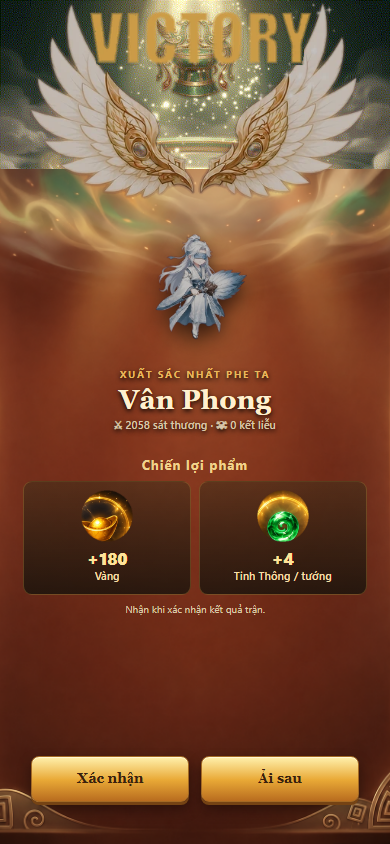 VICTORY
XUẤT SẮC NHẤT PHE TA
Vân Phong
2058 sát thương · 0 kết liễu
Chiến lợi phẩm
+180
Vàng
+4
Tinh Thông / tướng
Nhận khi xác nhận kết quả trận.
Xác nhận
Ải sau